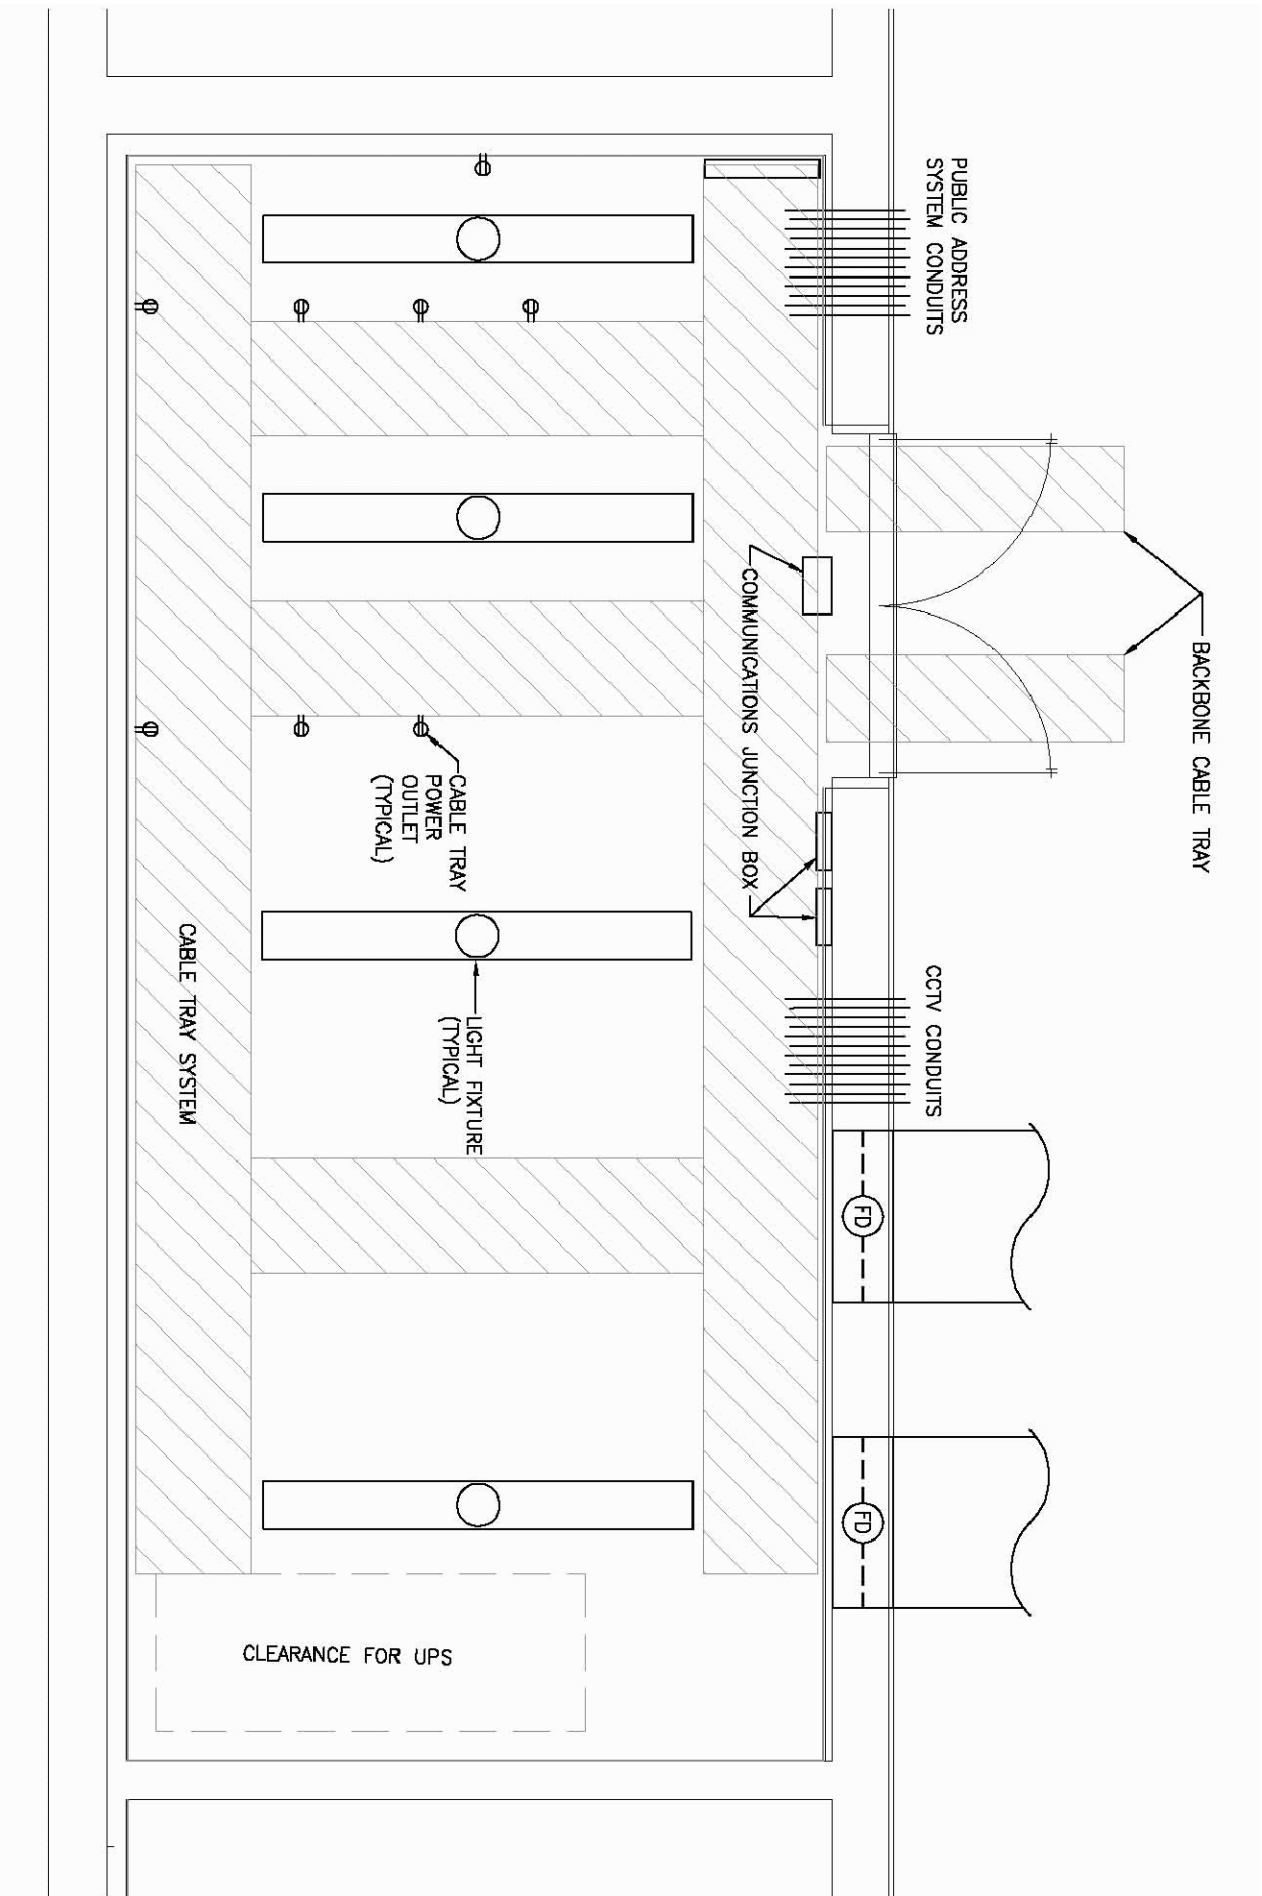 PUBLIC ADDRESS
SYSTEM CONDUITS
BACKBONE CABLE TRAY
COMMUNICATIONS JUNCTION BOX
CABLE TRAY
POWER
OUTLET
(TYPICAL)
CCTV CONDUITS
LIGHT FIXTURE
(TYPICAL)
CABLE TRAY SYSTEM
FD
FD
CLEARANCE FOR UPS